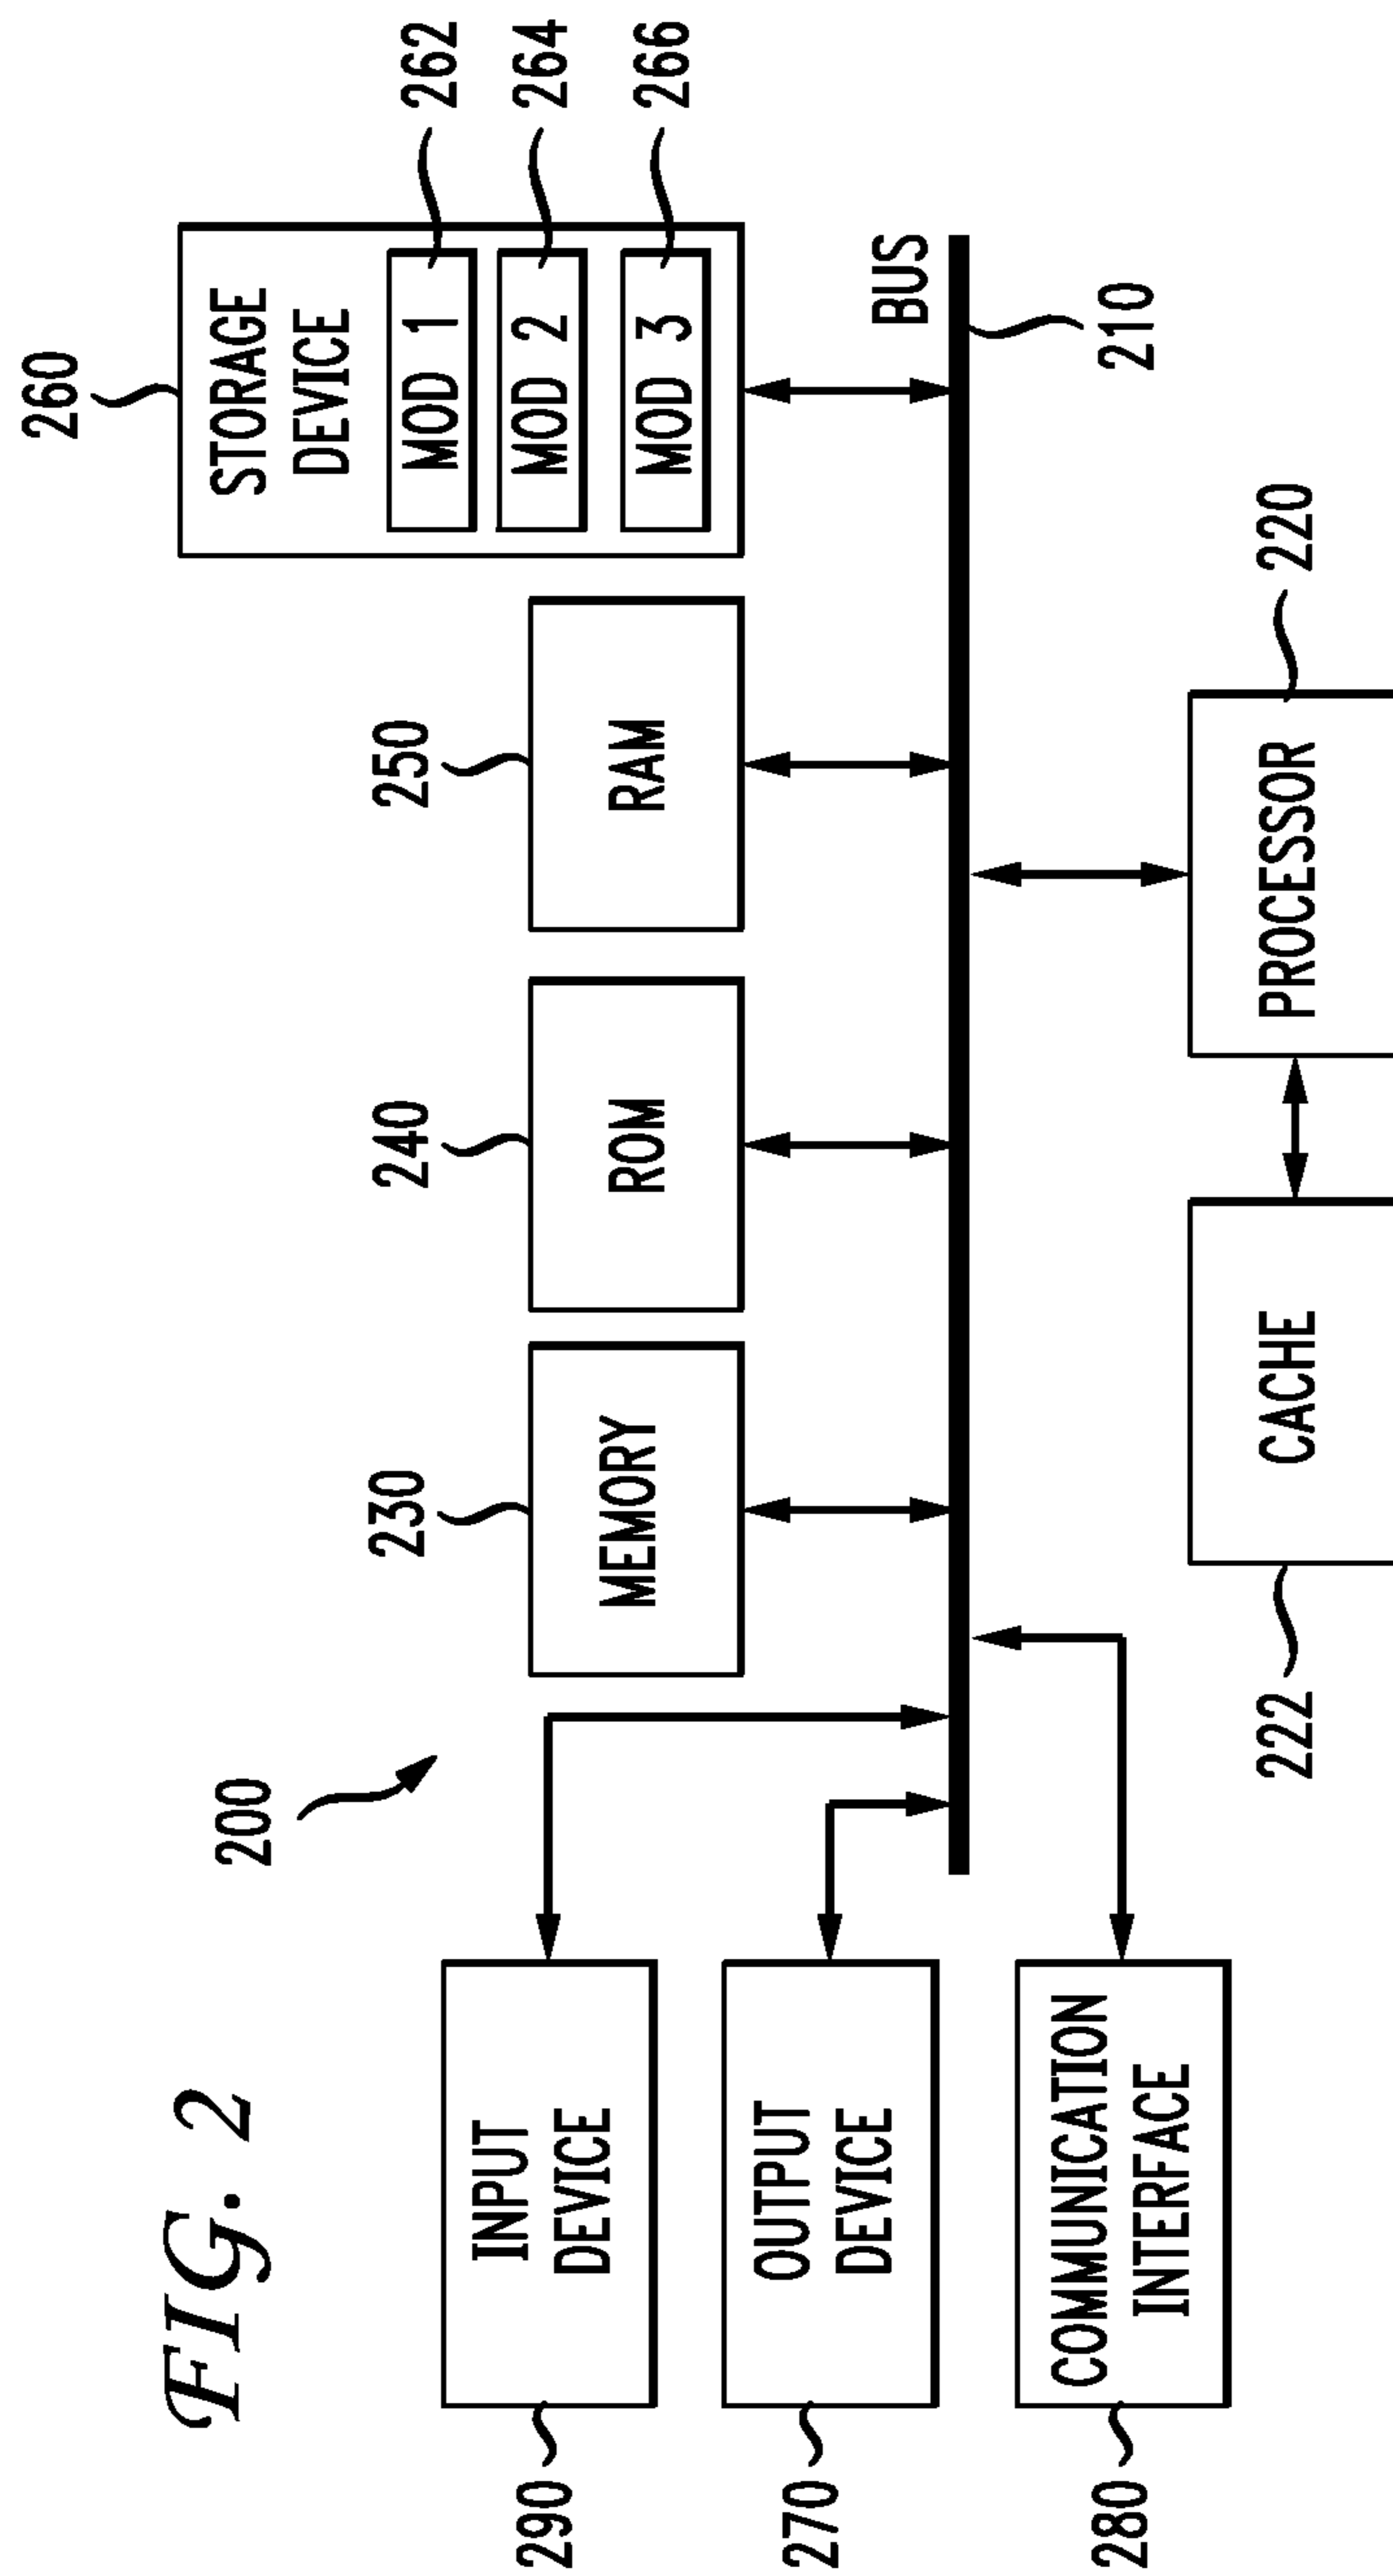 FIG. 2
200
260
STORAGE
DEVICE
MOD 1
262
MOD 2
264
MOD 3
266
230
MEMORY
240
ROM
250
RAM
290
INPUT
DEVICE
270
OUTPUT
DEVICE
280
COMMUNICATION
INTERFACE
BUS
210
222
CACHE
PROCESSOR
220